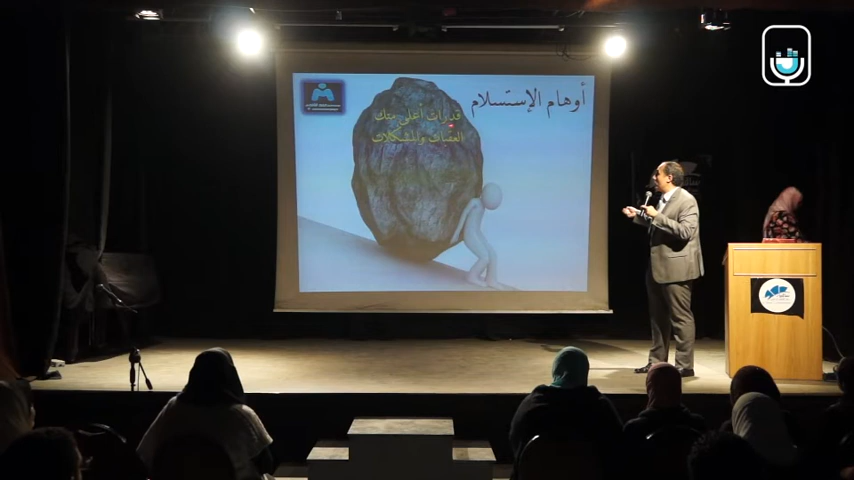 أوهام الإستسلام
قدرات أعلى منك
العقبات والمشكلات